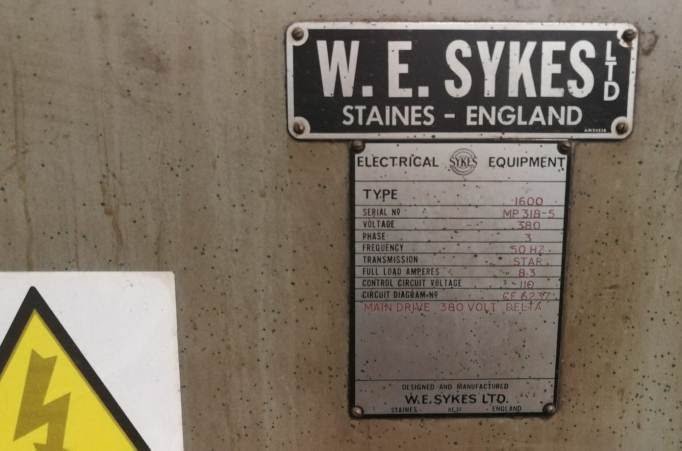 W. E. SYKES LTD
STAINES - ENGLAND
ELECTRICAL SYKES EQUIPMENT
TYPE 1600
SERIAL Nº MP 318-5
VOLTAGE 380
PHASE 3
FREQUENCY 50 HZ
TRANSMISSION STAR
FULL LOAD AMPERES 8.3
CONTROL CIRCUIT VOLTAGE 110
CIRCUIT DIAGRAM Nº
MAIN DRIVE 380 VOLT DELTA
DESIGNED AND MANUFACTURED
W.E. SYKES LTD.
STAINES ENGLAND